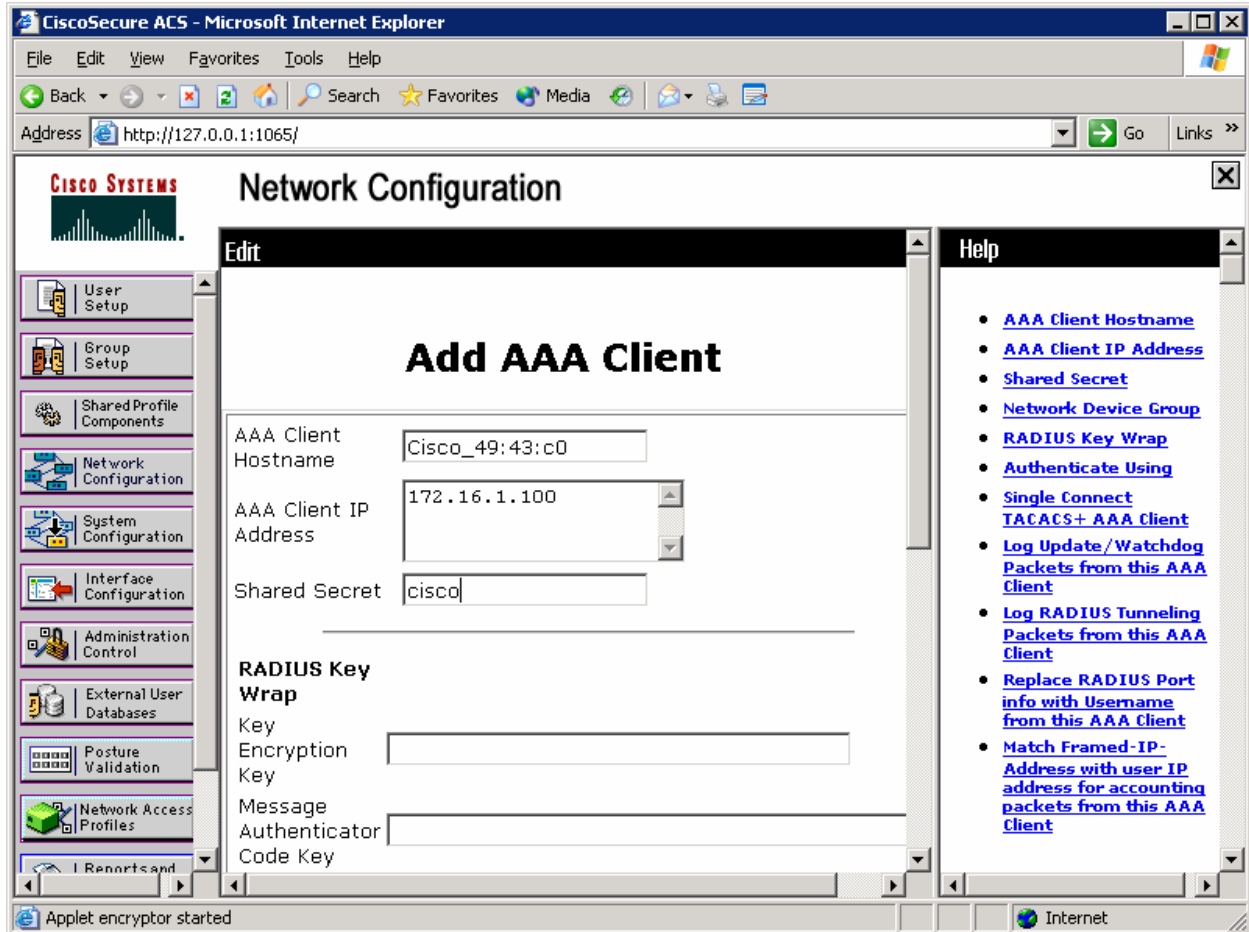 CiscoSecure ACS - Microsoft Internet Explorer
File Edit View Favorites Tools Help
Back Search Favorites Media
Address http://127.0.0.1:1065/ Go Links »
CISCO SYSTEMS
Network Configuration
User
Setup
Group
Setup
Shared Profile
Components
Network
Configuration
System
Configuration
Interface
Configuration
Administration
Control
External User
Databases
Posture
Validation
Network Access
Profiles
Reports and
Edit
Add AAA Client
AAA Client
Hostname
Cisco_49:43:c0
AAA Client IP
Address
172.16.1.100
Shared Secret
cisco
RADIUS Key
Wrap
Key
Encryption
Key
Message
Authenticator
Code Key
Help
AAA Client Hostname
AAA Client IP Address
Shared Secret
Network Device Group
RADIUS Key Wrap
Authenticate Using
Single Connect
TACACS+ AAA Client
Log Update/Watchdog
Packets from this AAA
Client
Log RADIUS Tunneling
Packets from this AAA
Client
Replace RADIUS Port
info with Username
from this AAA Client
Match Framed-IP-
Address with user IP
address for accounting
packets from this AAA
Client
Applet encryptor started
Internet